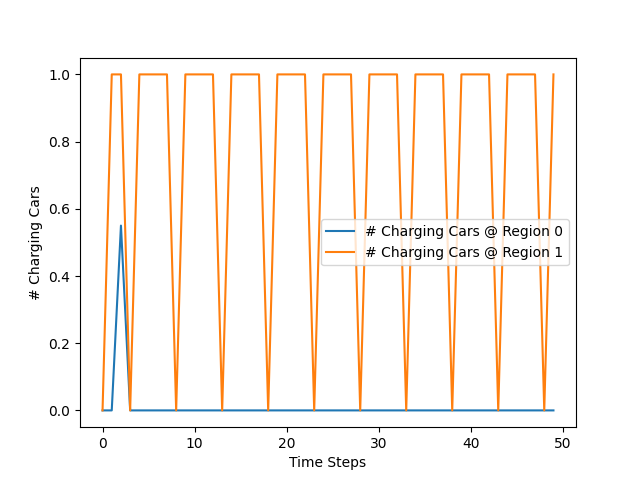 1.0
0.8
0.6
0.4
0.2
0.0
# Charging Cars
# Charging Cars @ Region 0
# Charging Cars @ Region 1
0 10 20 30 40 50
Time Steps